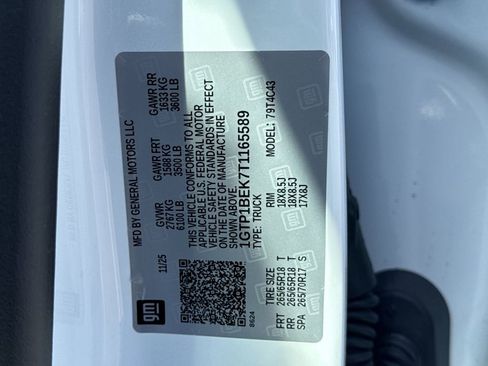 MFD BY GENERAL MOTORS LLC
11/25
GVWR GAWR FRT GAWR RR
2767 KG 1588 KG 1633 KG
6100 LB 3500 LB 3600 LB
THIS VEHICLE CONFORMS TO ALL
APPLICABLE U.S. FEDERAL MOTOR
VEHICLE SAFETY STANDARDS IN EFFECT
ON THE DATE OF MANUFACTURE
SHOWN ABOVE.
1GTP1BEK7T1165589
TYPE: TRUCK 79T4C43
8624
TIRE SIZE RIM
FRT 265/65R18 T 18X8.5J
RR 265/65R18 T 18X8.5J
SPA 265/70R17 S 17X8J
gm